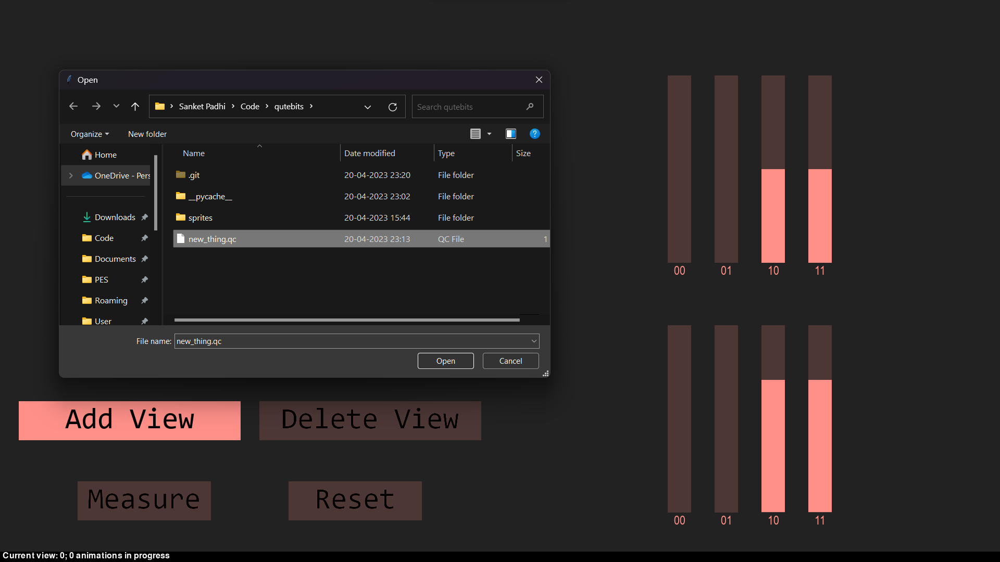 Open
Sanket Padhi Code qutebits
Search qutebits
Organize New folder
?
Home
OneDrive - Pers
Downloads
Code
Documents
PES
Roaming
User
Name Date modified Type Size
.git 20-04-2023 23:20 File folder
__pycache__ 20-04-2023 23:02 File folder
sprites 20-04-2023 15:44 File folder
new_thing.qc 20-04-2023 23:13 QC File 1
File name: new_thing.qc
Open Cancel
00 01 10 11
Add View Delete View
Measure Reset
00 01 10 11
Current view: 0; 0 animations in progress